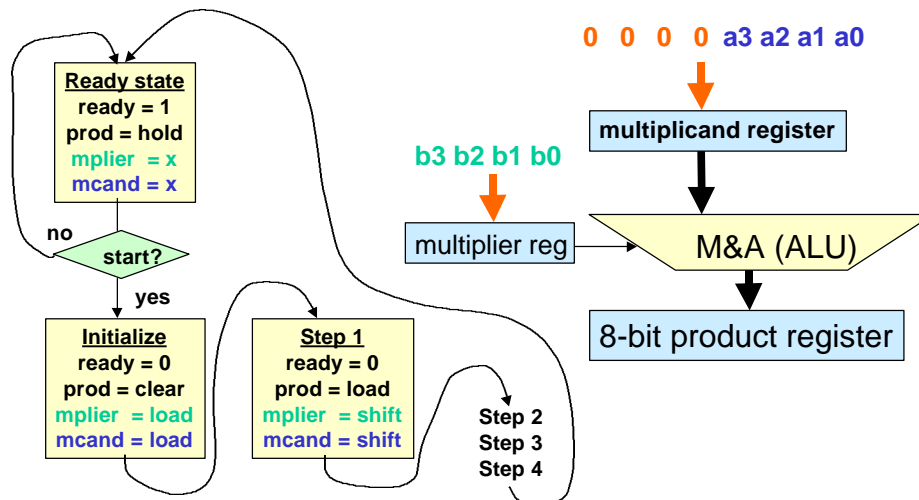 Ready state
ready = 1
prod = hold
mplier = x
mcand = x
no
start?
yes
Initialize
ready = 0
prod = clear
mplier = load
mcand = load
Step 1
ready = 0
prod = load
mplier = shift
mcand = shift
Step 2
Step 3
Step 4
0 0 0 0 a3 a2 a1 a0
multiplicand register
b3 b2 b1 b0
multiplier reg
M&A (ALU)
8-bit product register